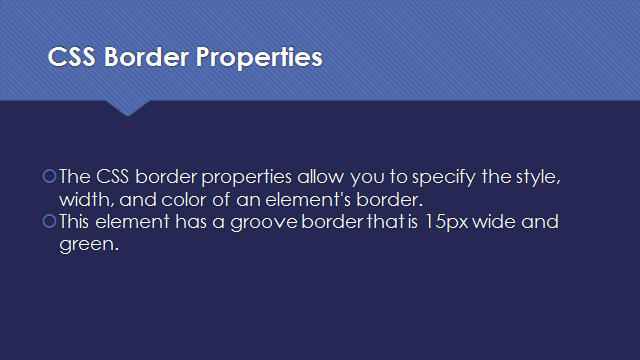 CSS Border Properties
The CSS border properties allow you to specify the style,
width, and color of an element's border.
This element has a groove border that is 15px wide and
green.